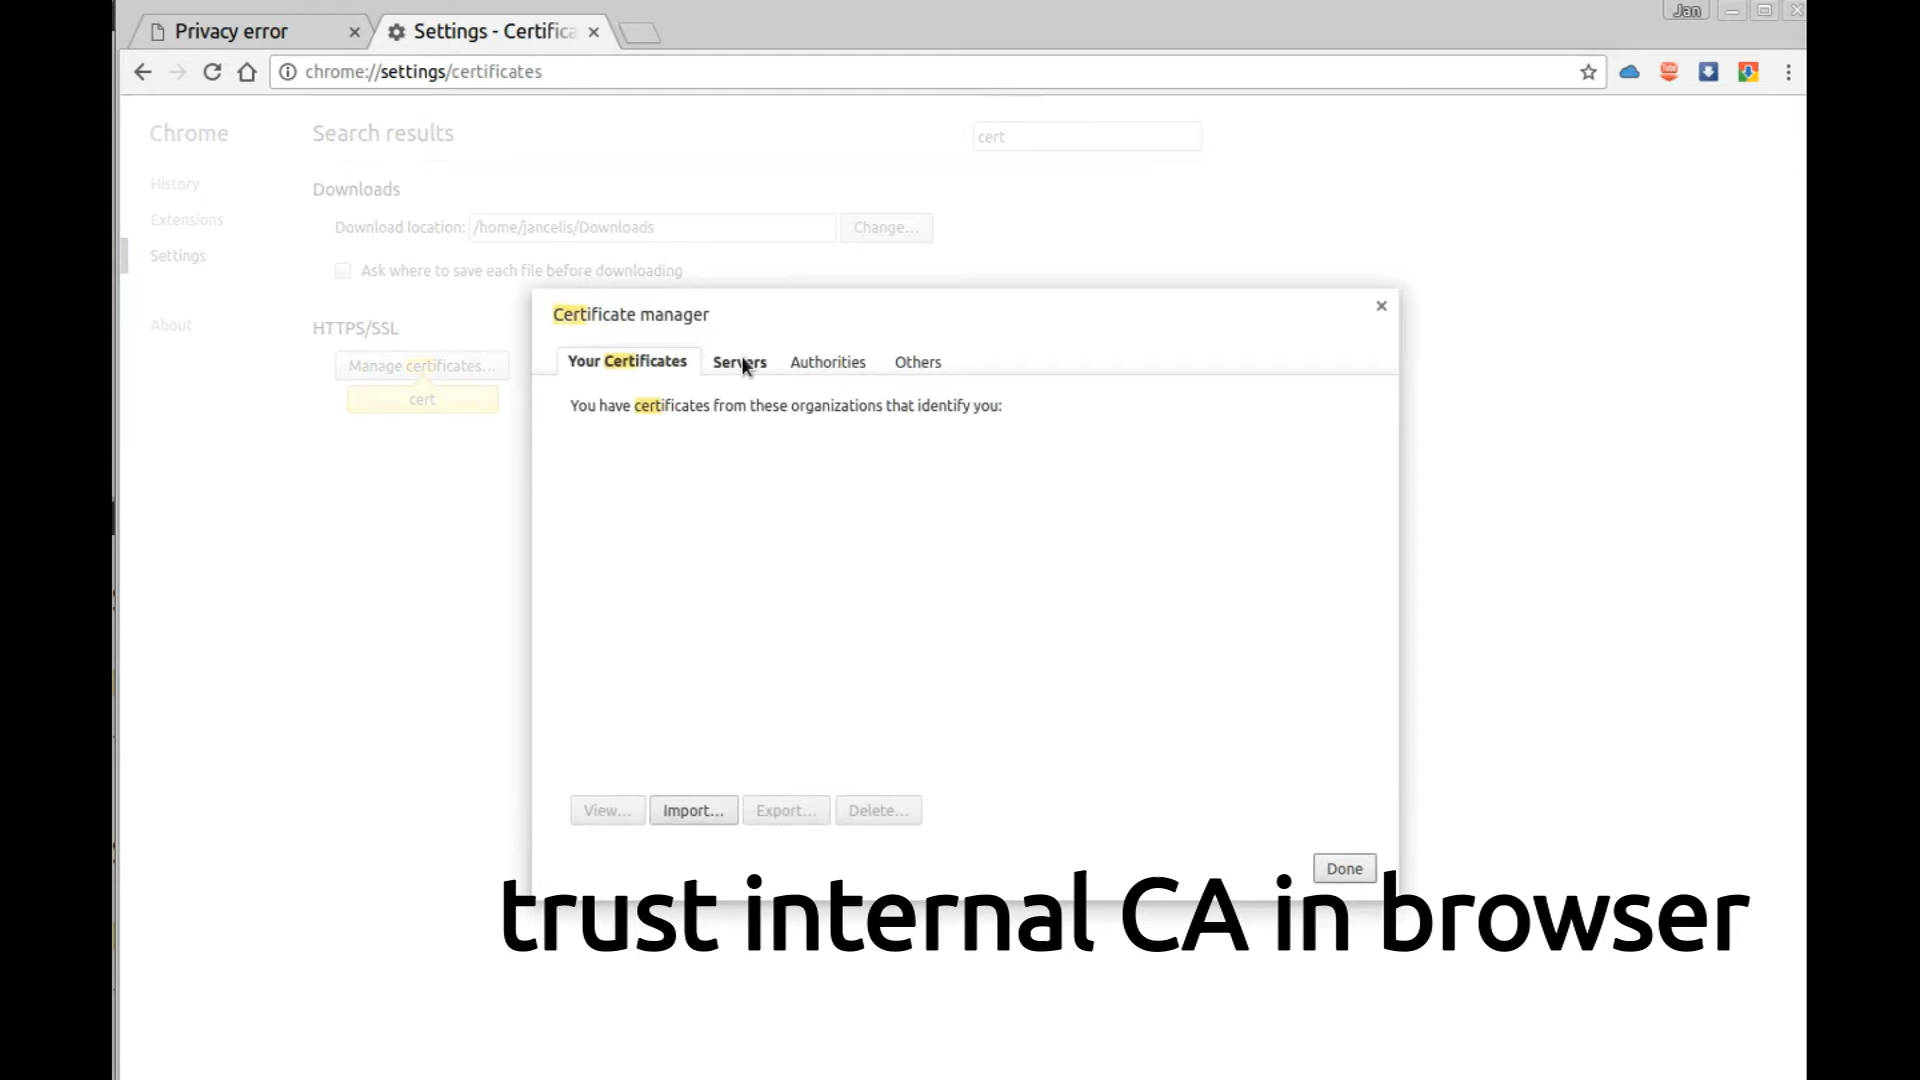 Jan
Privacy error
Settings - Certifica
chrome://settings/certificates
Chrome
Search results
cert
History
Downloads
Extensions
Download location: /home/jancelis/Downloads Change...
Settings
Ask where to save each file before downloading
About
HTTPS/SSL
Manage certificates...
cert
Certificate manager
Your Certificates Servers Authorities Others
You have certificates from these organizations that identify you:
View... Import... Export... Delete...
Done
trust internal CA in browser